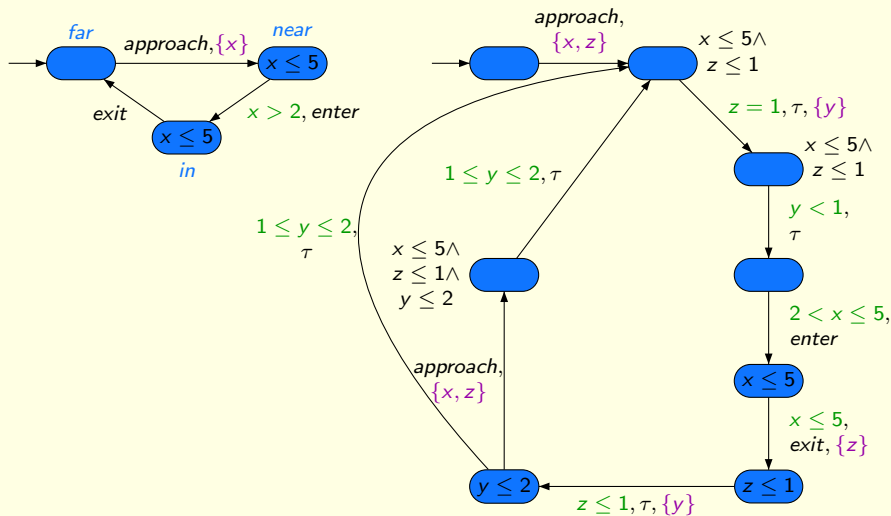 far
approach, {x}
near
x ≤ 5
exit
x > 2, enter
x ≤ 5
in
approach,
{x, z}
x ≤ 5∧
z ≤ 1
z = 1, τ, {y}
x ≤ 5∧
z ≤ 1
y < 1,
τ
1 ≤ y ≤ 2, τ
1 ≤ y ≤ 2,
τ
x ≤ 5∧
z ≤ 1∧
y ≤ 2
2 < x ≤ 5,
enter
approach,
{x, z}
x ≤ 5
x ≤ 5,
exit, {z}
y ≤ 2
z ≤ 1
z ≤ 1, τ, {y}